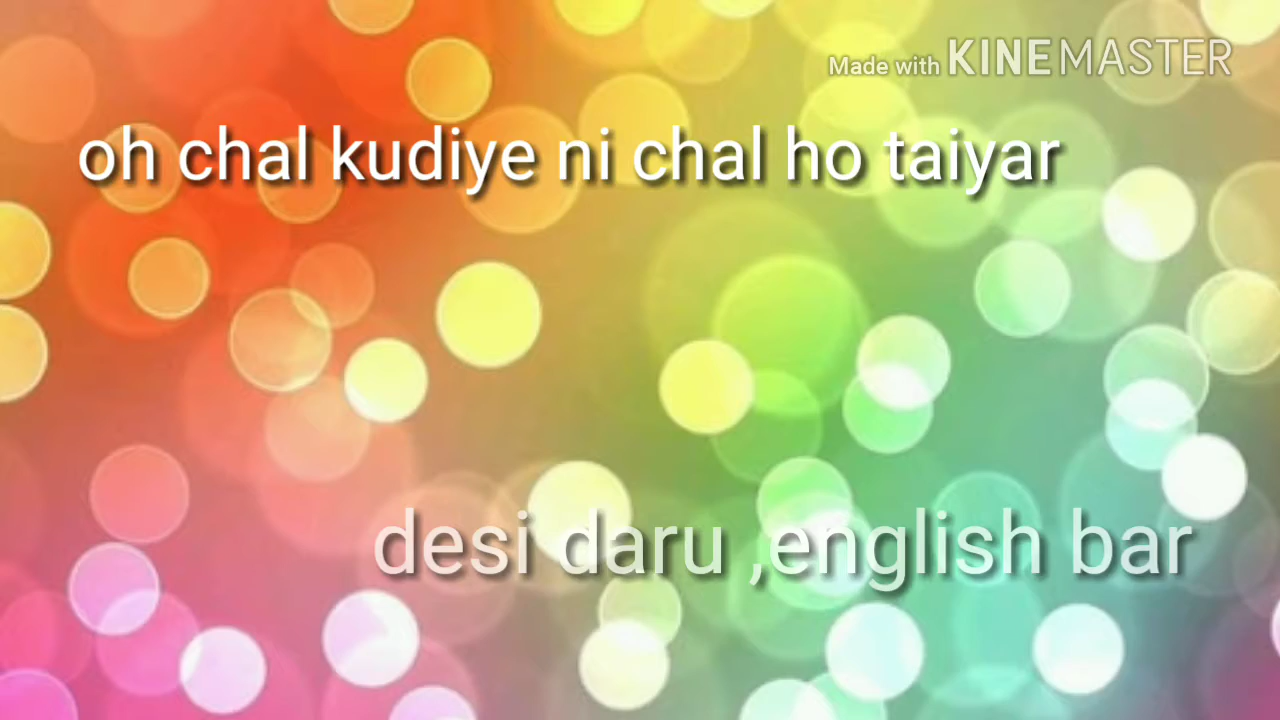 Made with KINEMASTER
oh chal kudiye ni chal ho taiyar
desi daru ,english bar